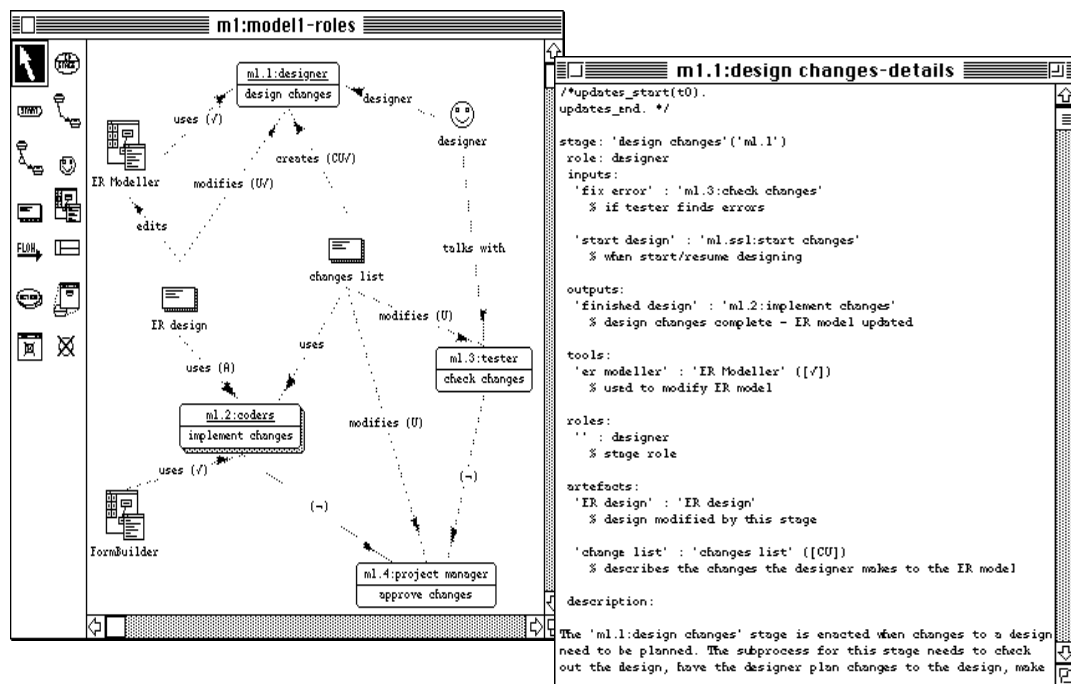 m1:model1-roles
TO STAGE
START
FLOW
ACTION
m1.1:designer
design changes
designer
designer
uses (√)
creates (CU√)
ER Modeller
modifies (U√)
edits
talks with
changes list
ER design
modifies (U)
uses
m1.3:tester
check changes
uses (A)
m1.2:coders
implement changes
modifies (U)
uses (√)
(¬)
(¬)
FormBuilder
m1.4:project manager
approve changes
m1.1:design changes-details
/*updates_start(t0).
updates_end. */
stage: 'design changes'('m1.1')
role: designer
inputs:
'fix error' : 'm1.3:check changes'
% if tester finds errors
'start design' : 'm1.ss1:start changes'
% when start/resume designing
outputs:
'finished design' : 'm1.2:implement changes'
% design changes complete - ER model updated
tools:
'er modeller' : 'ER Modeller' ([√])
% used to modify ER model
roles:
'' : designer
% stage role
artefacts:
'ER design' : 'ER design'
% design modified by this stage
'change list' : 'changes list' ([CU])
% describes the changes the designer makes to the ER model
description:
The 'm1.1:design changes' stage is enacted when changes to a design
need to be planned. The subprocess for this stage needs to check
out the design, have the designer plan changes to the design, make